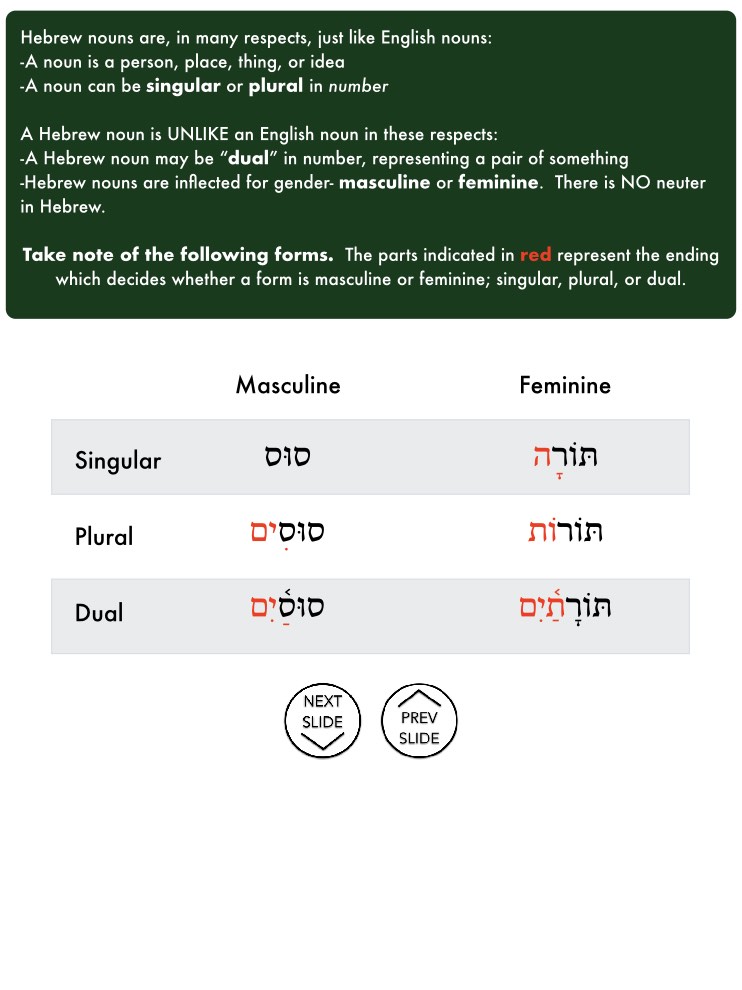 Hebrew nouns are, in many respects, just like English nouns:
-A noun is a person, place, thing, or idea
-A noun can be singular or plural in number
A Hebrew noun is UNLIKE an English noun in these respects:
-A Hebrew noun may be “dual” in number, representing a pair of something
-Hebrew nouns are inflected for gender- masculine or feminine.  There is NO neuter
in Hebrew.
Take note of the following forms.  The parts indicated in red represent the ending
which decides whether a form is masculine or feminine; singular, plural, or dual.
Masculine Feminine
Singular סוּס תּוֹרָה
Plural סוּסִים תּוֹרוֹת
Dual סוּסַ֫יִם תּוֹרָתַ֫יִם
NEXT
SLIDE
PREV
SLIDE